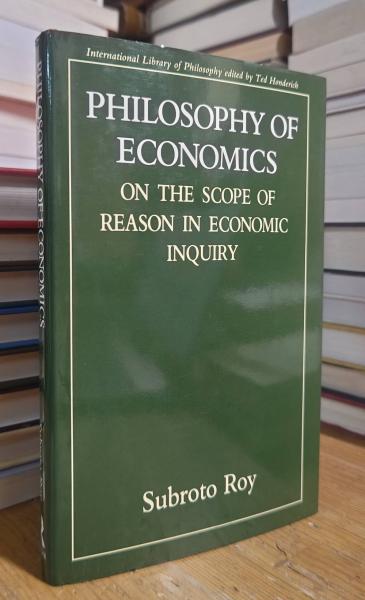 International Library of Philosophy edited by Ted Honderich
PHILOSOPHY OF
ECONOMICS
ON THE SCOPE OF
REASON IN ECONOMIC
INQUIRY
Subroto Roy
PHILOSOPHY OF ECONOMICS